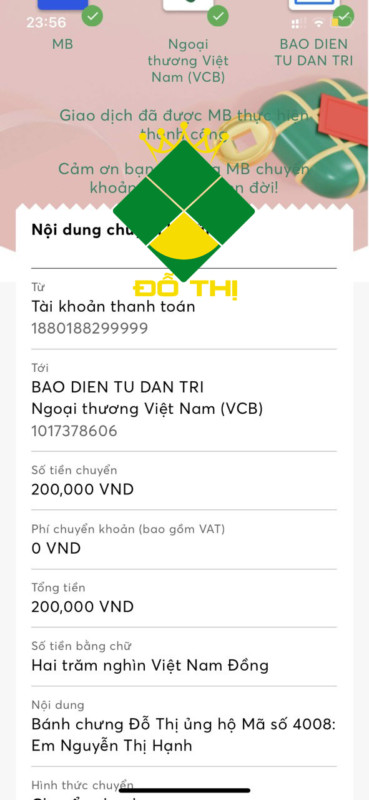 23:56
MB
Ngoại
thương Việt
Nam (VCB)
BAO DIEN
TU DAN TRI
Giao dịch đã được MB thực hiện
thành công
Cảm ơn bạn MB chuyển
khoản đời!
Nội dung
ĐỖ THỊ
Từ
Tài khoản thanh toán
1880188299999
Tới
BAO DIEN TU DAN TRI
Ngoại thương Việt Nam (VCB)
1017378606
Số tiền chuyển
200,000 VND
Phí chuyển khoản (bao gồm VAT)
0 VND
Tổng tiền
200,000 VND
Số tiền bằng chữ
Hai trăm nghìn Việt Nam Đồng
Nội dung
Bánh chưng Đỗ Thị ủng hộ Mã số 4008:
Em Nguyễn Thị Hạnh
Hình thức chuyển